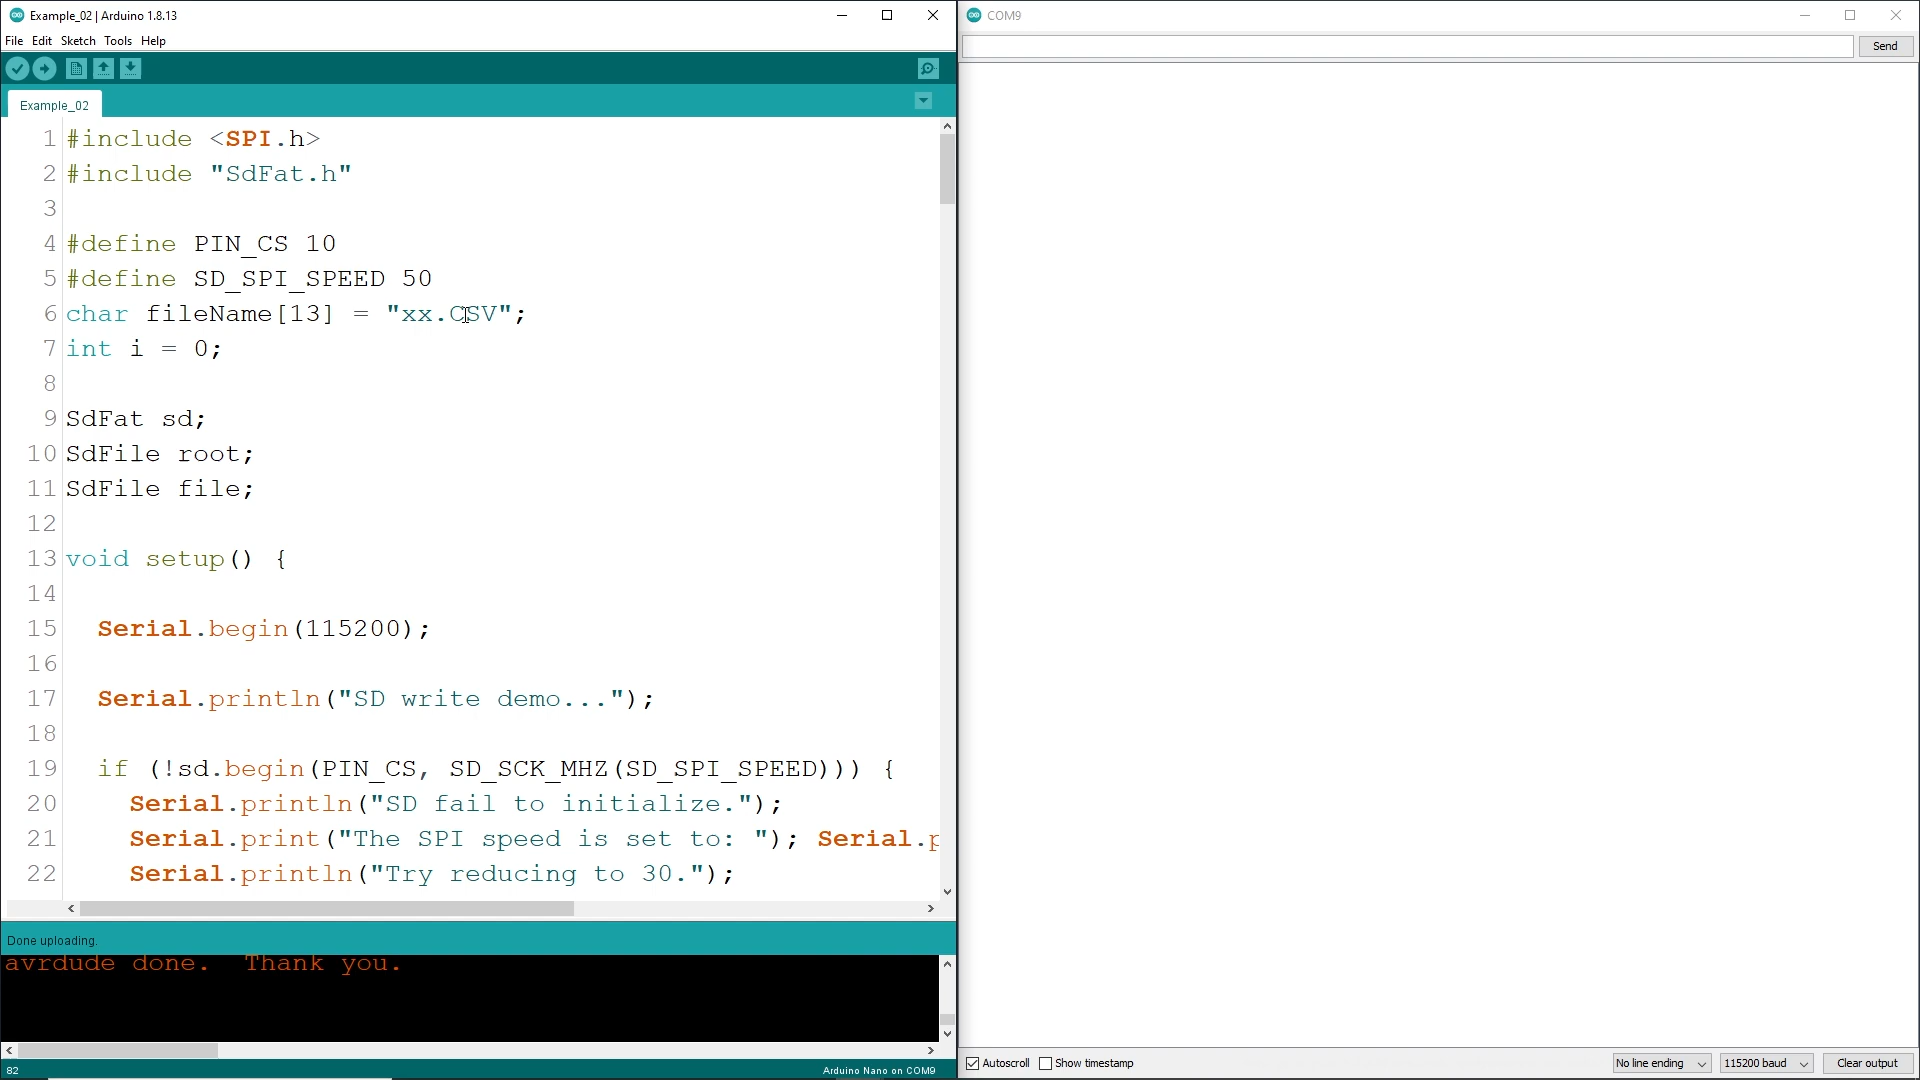 Example_02 | Arduino 1.8.13
File Edit Sketch Tools Help
Example_02
1 #include <SPI.h>
2 #include "SdFat.h"
3
4 #define PIN_CS 10
5 #define SD_SPI_SPEED 50
6 char fileName[13] = "xx.CSV";
7 int i = 0;
8
9 SdFat sd;
10 SdFile root;
11 SdFile file;
12
13 void setup() {
14
15 Serial.begin(115200);
16
17 Serial.println("SD write demo...");
18
19 if (!sd.begin(PIN_CS, SD_SCK_MHZ(SD_SPI_SPEED))) {
20 Serial.println("SD fail to initialize.");
21 Serial.print("The SPI speed is set to: "); Serial.p
22 Serial.println("Try reducing to 30.");
Done uploading.
avrdude done. Thank you.
82
Arduino Nano on COM9
COM9
Send
Autoscroll Show timestamp
No line ending
115200 baud
Clear output